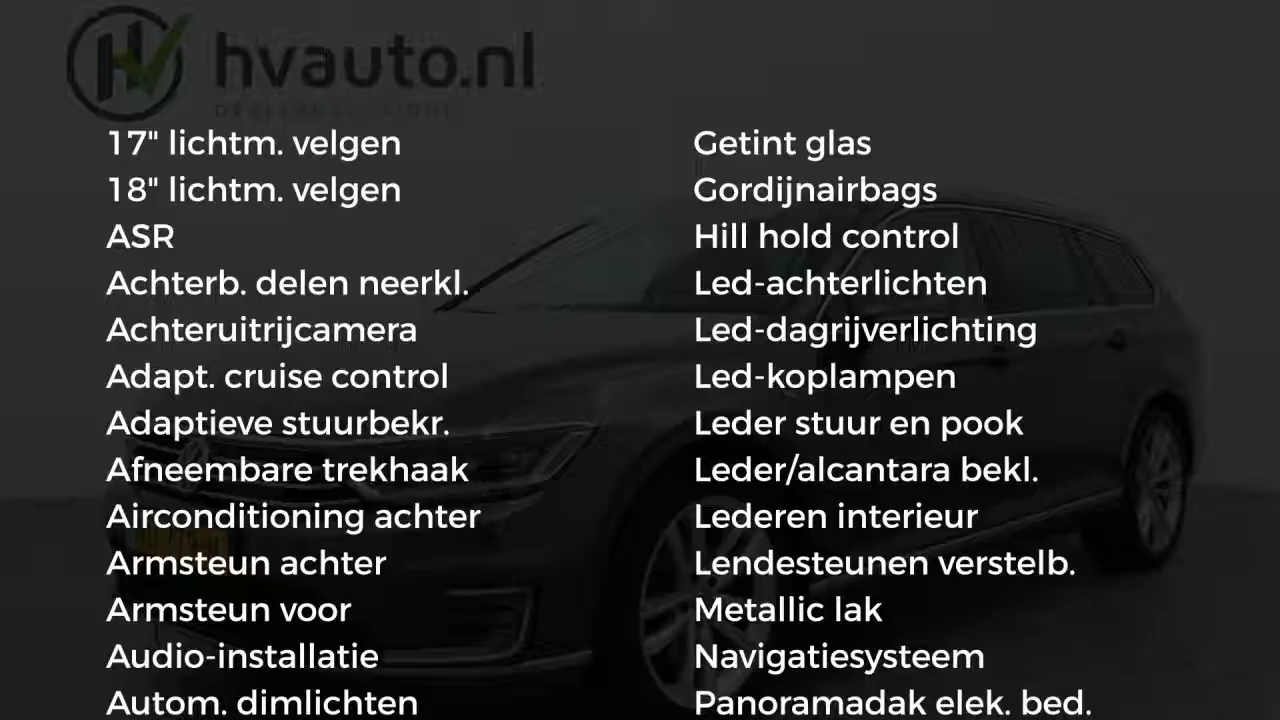 hvauto.nl
17" lichtm. velgen
18" lichtm. velgen
ASR
Achterb. delen neerkl.
Achteruitrijcamera
Adapt. cruise control
Adaptieve stuurbekr.
Afneembare trekhaak
Airconditioning achter
Armsteun achter
Armsteun voor
Audio-installatie
Autom. dimlichten
Getint glas
Gordijnairbags
Hill hold control
Led-achterlichten
Led-dagrijverlichting
Led-koplampen
Leder stuur en pook
Leder/alcantara bekl.
Lederen interieur
Lendesteunen verstelb.
Metallic lak
Navigatiesysteem
Panoramadak elek. bed.